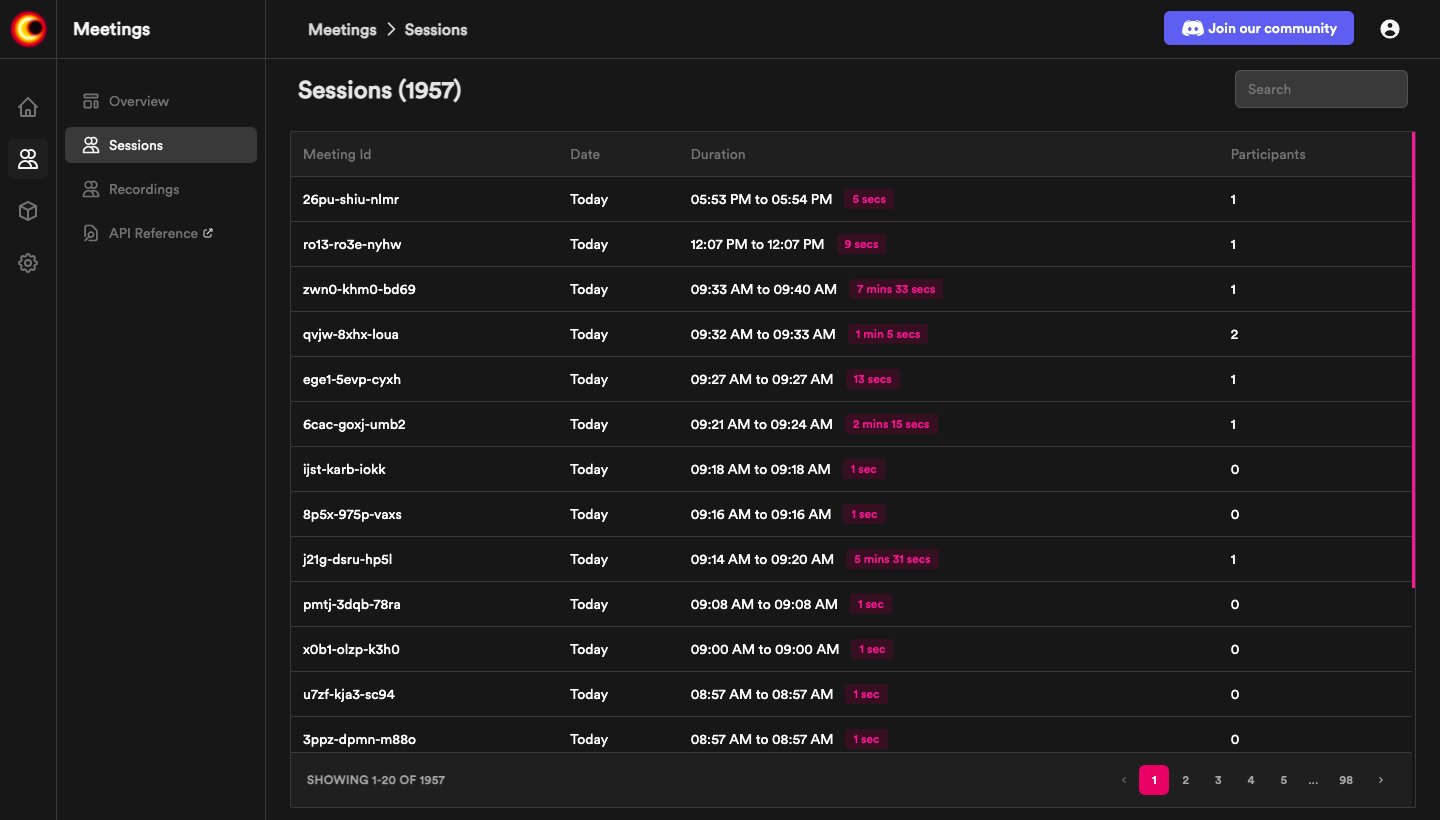 Meetings
Meetings > Sessions
Join our community
Overview
Sessions
Recordings
API Reference
Sessions (1957)
Search
Meeting Id Date Duration Participants
26pu-shiu-nlmr Today 05:53 PM to 05:54 PM 5 secs 1
ro13-ro3e-nyhw Today 12:07 PM to 12:07 PM 9 secs 1
zwn0-khm0-bd69 Today 09:33 AM to 09:40 AM 7 mins 33 secs 1
qvjw-8xhx-loua Today 09:32 AM to 09:33 AM 1 min 5 secs 2
ege1-5evp-cyxh Today 09:27 AM to 09:27 AM 13 secs 1
6cac-goxj-umb2 Today 09:21 AM to 09:24 AM 2 mins 15 secs 1
ijst-karb-iokk Today 09:18 AM to 09:18 AM 1 sec 0
8p5x-975p-vaxs Today 09:16 AM to 09:16 AM 1 sec 0
j21g-dsru-hp5l Today 09:14 AM to 09:20 AM 5 mins 31 secs 1
pmtj-3dqb-78ra Today 09:08 AM to 09:08 AM 1 sec 0
x0b1-olzp-k3h0 Today 09:00 AM to 09:00 AM 1 sec 0
u7zf-kja3-sc94 Today 08:57 AM to 08:57 AM 1 sec 0
3ppz-dpmn-m88o Today 08:57 AM to 08:57 AM 1 sec 0
SHOWING 1-20 OF 1957
‹ 1 2 3 4 5 ... 98 ›